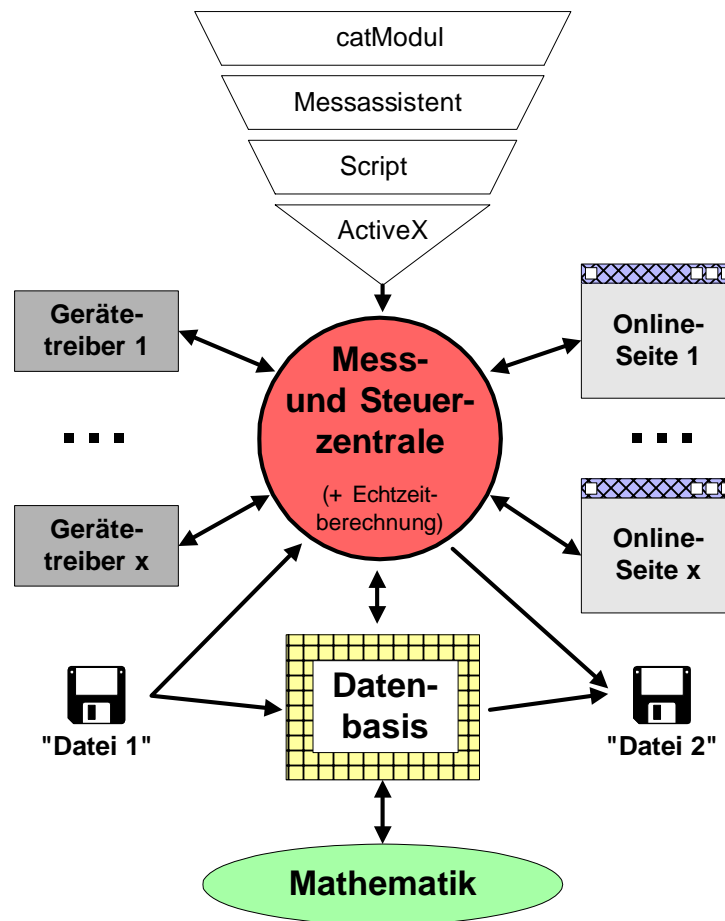 catModul
Messassistent
Script
ActiveX
Geräte-
treiber 1
Mess-
und Steuer-
zentrale
(+ Echtzeit-
berechnung)
Online-
Seite 1
Geräte-
treiber x
Online-
Seite x
"Datei 1"
Daten-
basis
"Datei 2"
Mathematik